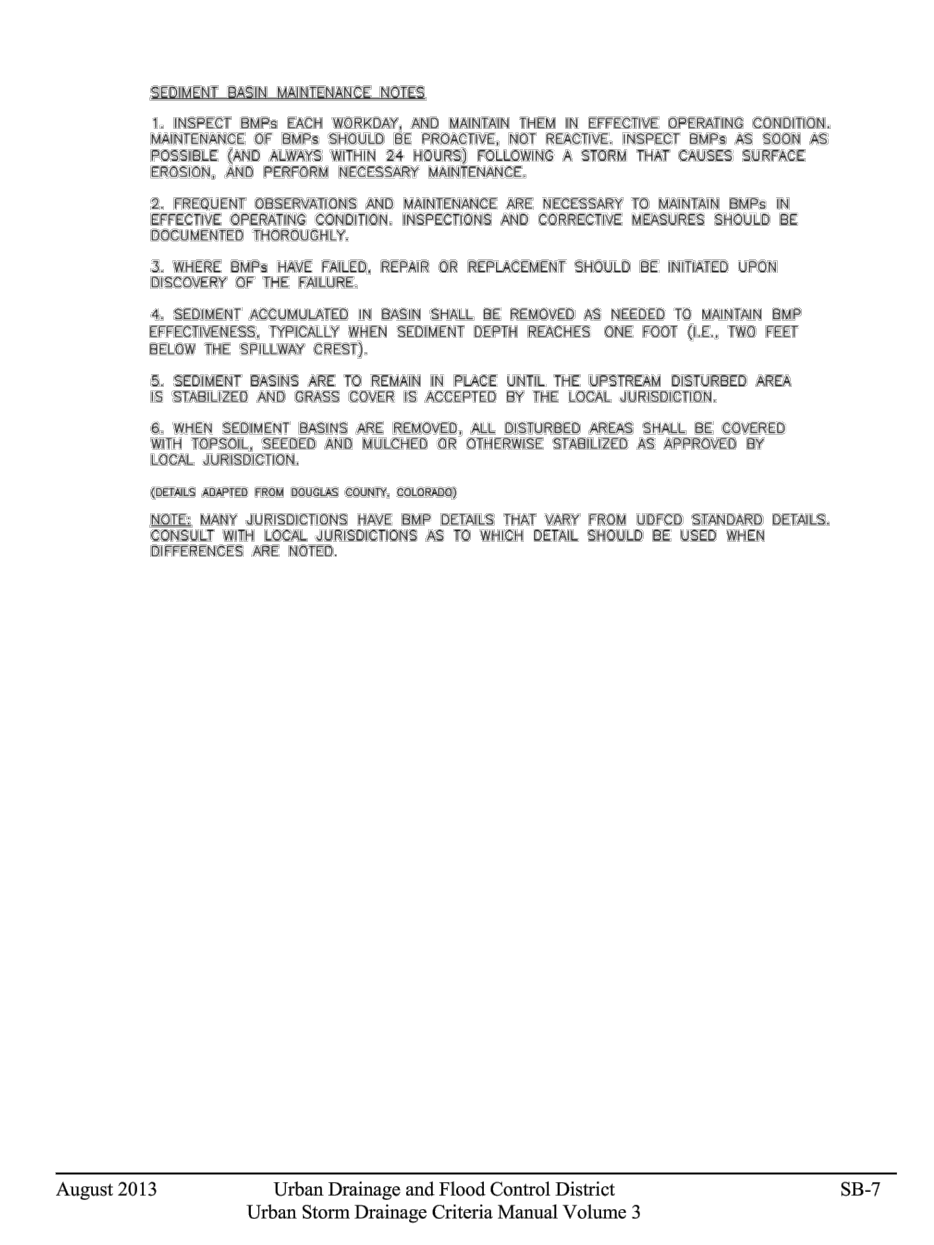 SEDIMENT BASIN MAINTENANCE NOTES
1. INSPECT BMPs EACH WORKDAY, AND MAINTAIN THEM IN EFFECTIVE OPERATING CONDITION.
MAINTENANCE OF BMPs SHOULD BE PROACTIVE, NOT REACTIVE. INSPECT BMPs AS SOON AS
POSSIBLE (AND ALWAYS WITHIN 24 HOURS) FOLLOWING A STORM THAT CAUSES SURFACE
EROSION, AND PERFORM NECESSARY MAINTENANCE.
2. FREQUENT OBSERVATIONS AND MAINTENANCE ARE NECESSARY TO MAINTAIN BMPs IN
EFFECTIVE OPERATING CONDITION. INSPECTIONS AND CORRECTIVE MEASURES SHOULD BE
DOCUMENTED THOROUGHLY.
3. WHERE BMPs HAVE FAILED, REPAIR OR REPLACEMENT SHOULD BE INITIATED UPON
DISCOVERY OF THE FAILURE.
4. SEDIMENT ACCUMULATED IN BASIN SHALL BE REMOVED AS NEEDED TO MAINTAIN BMP
EFFECTIVENESS, TYPICALLY WHEN SEDIMENT DEPTH REACHES ONE FOOT (I.E., TWO FEET
BELOW THE SPILLWAY CREST).
5. SEDIMENT BASINS ARE TO REMAIN IN PLACE UNTIL THE UPSTREAM DISTURBED AREA
IS STABILIZED AND GRASS COVER IS ACCEPTED BY THE LOCAL JURISDICTION.
6. WHEN SEDIMENT BASINS ARE REMOVED, ALL DISTURBED AREAS SHALL BE COVERED
WITH TOPSOIL, SEEDED AND MULCHED OR OTHERWISE STABILIZED AS APPROVED BY
LOCAL JURISDICTION.
(DETAILS ADAPTED FROM DOUGLAS COUNTY, COLORADO)
NOTE: MANY JURISDICTIONS HAVE BMP DETAILS THAT VARY FROM UDFCD STANDARD DETAILS.
CONSULT WITH LOCAL JURISDICTIONS AS TO WHICH DETAIL SHOULD BE USED WHEN
DIFFERENCES ARE NOTED.
August 2013 Urban Drainage and Flood Control District SB-7
Urban Storm Drainage Criteria Manual Volume 3